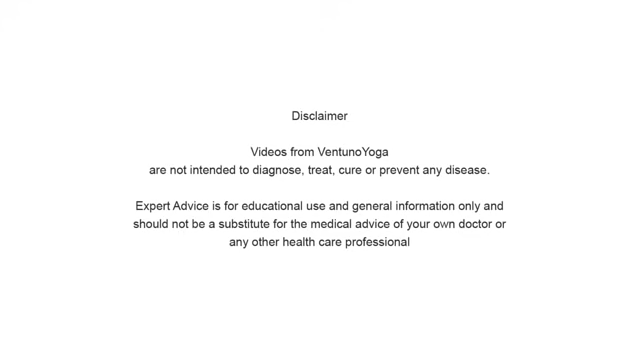 Disclaimer
Videos from VentunoYoga
are not intended to diagnose, treat, cure or prevent any disease.
Expert Advice is for educational use and general information only and
should not be a substitute for the medical advice of your own doctor or
any other health care professional